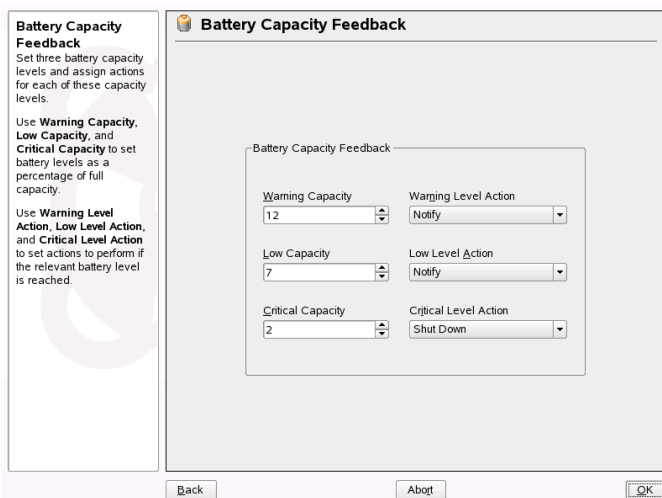 Battery Capacity
Feedback
Set three battery capacity
levels and assign actions
for each of these capacity
levels.
Use Warning Capacity,
Low Capacity, and
Critical Capacity to set
battery levels as a
percentage of full
capacity.
Use Warning Level
Action, Low Level Action,
and Critical Level Action
to set actions to perform if
the relevant battery level
is reached.
Battery Capacity Feedback
Battery Capacity Feedback
Warning Capacity
Warning Level Action
12
Notify
Low Capacity
Low Level Action
7
Notify
Critical Capacity
Critical Level Action
2
Shut Down
Back
Abort
OK